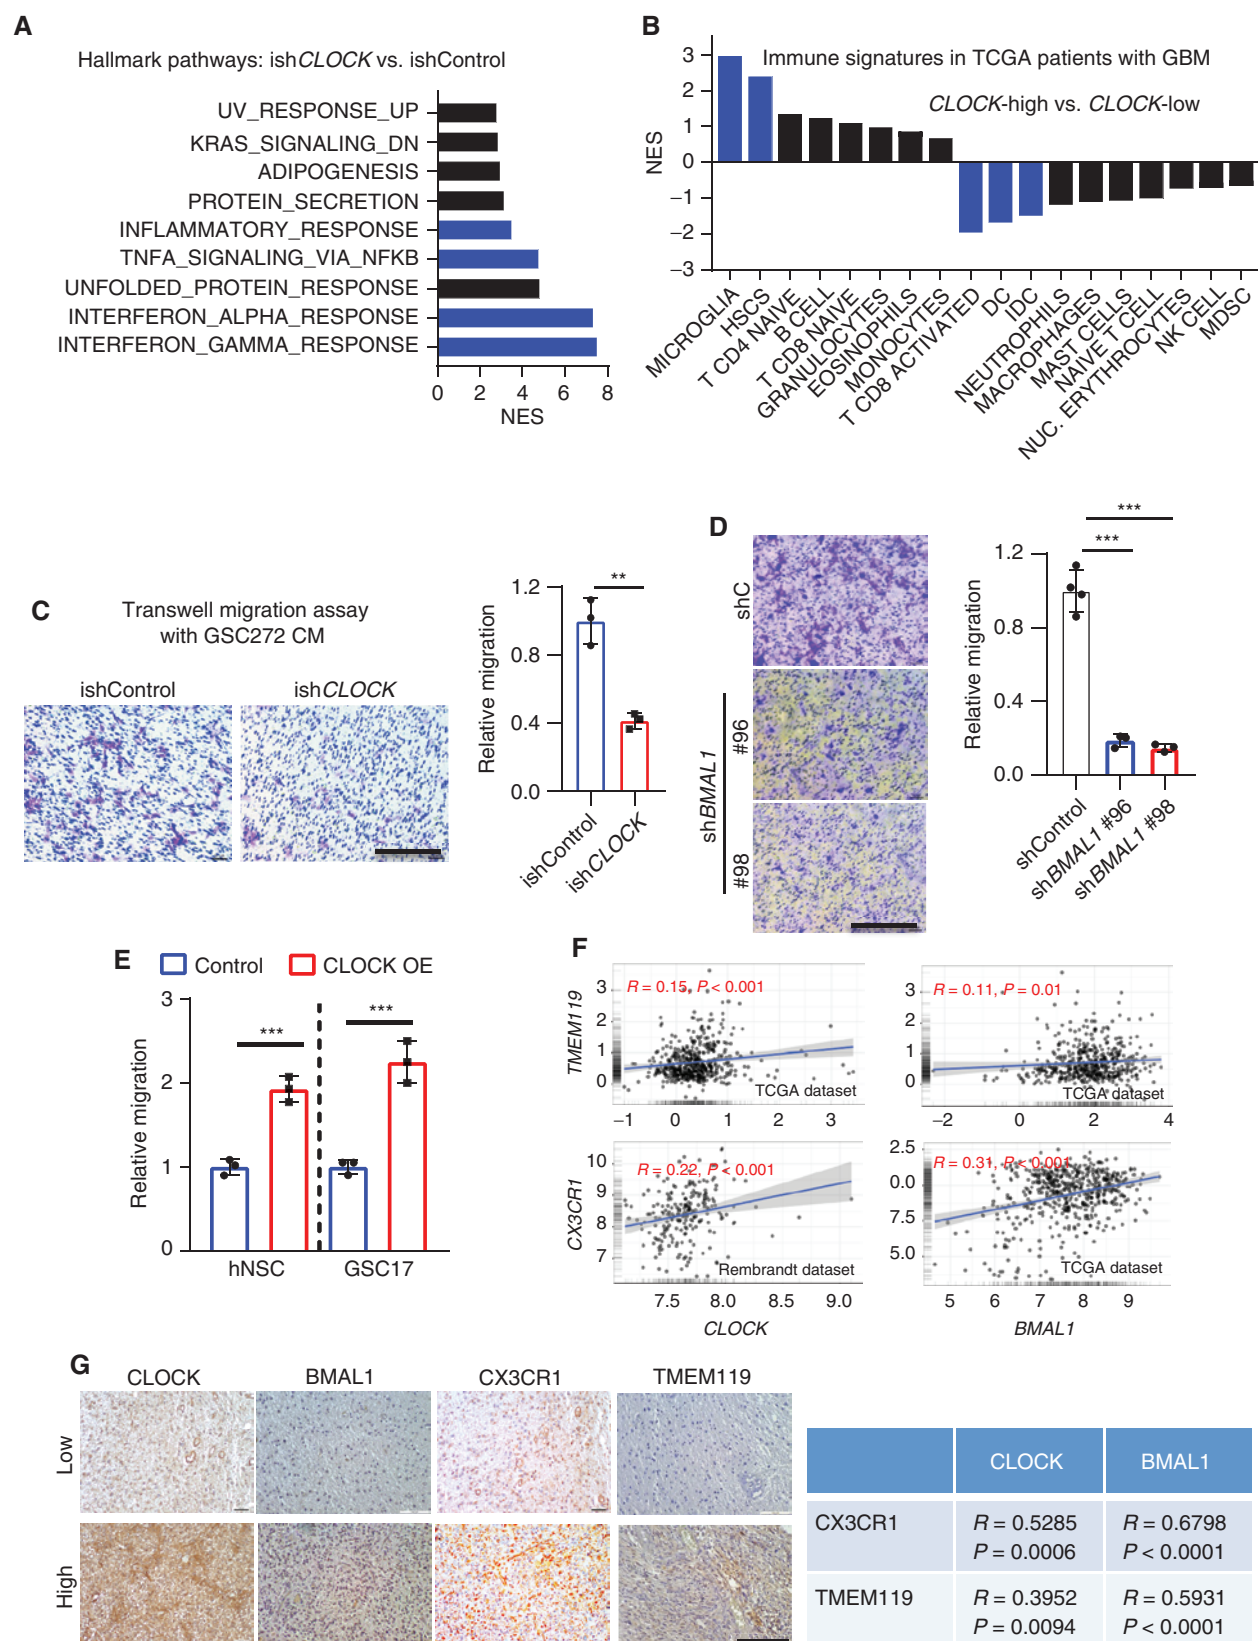 A
Hallmark pathways: ishCLOCK vs. ishControl
UV_RESPONSE_UP
KRAS_SIGNALING_DN
ADIPOGENESIS
PROTEIN_SECRETION
INFLAMMATORY_RESPONSE
TNFA_SIGNALING_VIA_NFKB
UNFOLDED_PROTEIN_RESPONSE
INTERFERON_ALPHA_RESPONSE
INTERFERON_GAMMA_RESPONSE
0 2 4 6 8
NES
B
Immune signatures in TCGA patients with GBM
CLOCK-high vs. CLOCK-low
NES
3
2
1
0
−1
−2
−3
MICROGLIA
HSCS
T CD4 NAIVE
B CELL
T CD8 NAIVE
GRANULOCYTES
EOSINOPHILS
MONOCYTES
T CD8 ACTIVATED
DC
IDC
NEUTROPHILS
MACROPHAGES
MAST CELLS
NAIVE T CELL
NUC. ERYTHROCYTES
NK CELL
MDSC
C
Transwell migration assay
with GSC272 CM
ishControl
ishCLOCK
Relative migration
1.2
0.8
0.4
0.0
**
ishControl
ishCLOCK
D
shC
shBMAL1
#96
#98
Relative migration
1.2
0.8
0.4
0.0
***
***
shControl
shBMAL1 #96
shBMAL1 #98
E
Control
CLOCK OE
Relative migration
3
2
1
0
***
***
hNSC
GSC17
F
TMEM119
3
2
1
0
R = 0.15, P < 0.001
TCGA dataset
−1 0 1 2 3
3
2
1
0
R = 0.11, P = 0.01
TCGA dataset
−2 0 2 4
CX3CR1
10
9
8
7
R = 0.22, P < 0.001
Rembrandt dataset
7.5 8.0 8.5 9.0
CLOCK
2.5
0.0
7.5
5.0
R = 0.31, P < 0.001
TCGA dataset
5 6 7 8 9
BMAL1
G
CLOCK
BMAL1
CX3CR1
TMEM119
Low
High
CLOCK BMAL1
CX3CR1 R = 0.5285 R = 0.6798
P = 0.0006 P < 0.0001
TMEM119 R = 0.3952 R = 0.5931
P = 0.0094 P < 0.0001